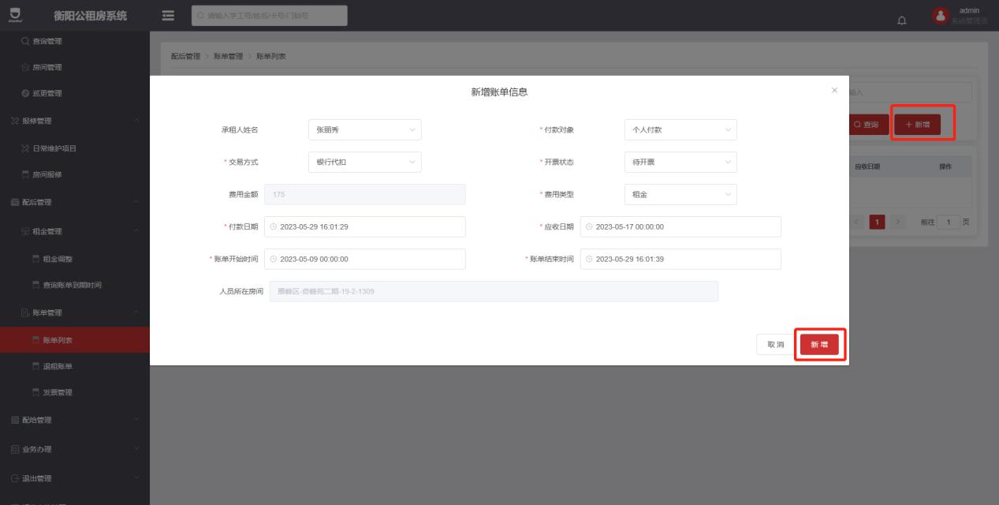 衡阳公租房系统
请输入学工号/姓名/卡号/门锁号
admin
系统管理员
查询管理
房间管理
巡更管理
报修管理
日常维护项目
房间报修
配后管理
租金管理
租金调整
查询账单到期时间
账单管理
账单列表
退租账单
发票管理
配给管理
业务办理
退出管理
配后管理 > 账单管理 > 账单列表
输入
查询
+ 新增
应收日期 操作
1
前往 1 页
新增账单信息
承租人姓名 张丽秀
* 付款对象 个人付款
* 交易方式 银行代扣
* 开票状态 待开票
费用金额 175
* 费用类型 租金
* 付款日期 2023-05-29 16:01:29
* 应收日期 2023-05-17 00:00:00
* 账单开始时间 2023-05-09 00:00:00
* 账单结束时间 2023-05-29 16:01:39
人员所在房间 雁峰区-奇峰苑二期-19-2-1309
取消
新增